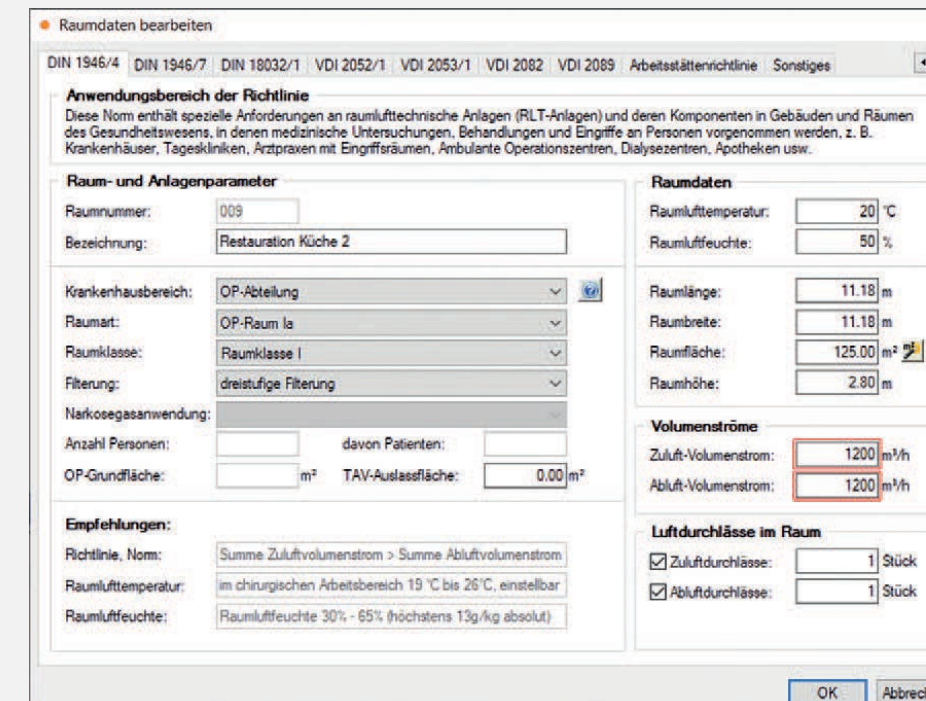 Raumdaten bearbeiten
DIN 1946/4 DIN 1946/7 DIN 18032/1 VDI 2052/1 VDI 2053/1 VDI 2082 VDI 2089 Arbeitsstättenrichtlinie Sonstiges
Anwendungsbereich der Richtlinie
Diese Norm enthält spezielle Anforderungen an raumlufttechnische Anlagen (RLT-Anlagen) und deren Komponenten in Gebäuden und Räumen
des Gesundheitswesens, in denen medizinische Untersuchungen, Behandlungen und Eingriffe an Personen vorgenommen werden, z. B.
Krankenhäuser, Tageskliniken, Arztpraxen mit Eingriffsräumen, Ambulante Operationszentren, Dialysezentren, Apotheken usw.
Raum- und Anlagenparameter
Raumnummer: 009
Bezeichnung: Restauration Küche 2
Krankenhausbereich: OP-Abteilung
Raumart: OP-Raum Ia
Raumklasse: Raumklasse I
Filterung: dreistufige Filterung
Narkosegasanwendung:
Anzahl Personen: davon Patienten:
OP-Grundfläche: m² TAV-Auslassfläche: 0.00 m²
Empfehlungen:
Richtlinie, Norm: Summe Zuluftvolumenstrom > Summe Abluftvolumenstrom
Raumlufttemperatur: im chirurgischen Arbeitsbereich 19 °C bis 26°C, einstellbar
Raumluftfeuchte: Raumluftfeuchte 30% - 65% (höchstens 13g/kg absolut)
Raumdaten
Raumlufttemperatur: 20 °C
Raumluftfeuchte: 50 %
Raumlänge: 11.18 m
Raumbreite: 11.18 m
Raumfläche: 125.00 m²
Raumhöhe: 2.80 m
Volumenströme
Zuluft-Volumenstrom: 1200 m³/h
Abluft-Volumenstrom: 1200 m³/h
Luftdurchlässe im Raum
Zuluftdurchlässe: 1 Stück
Abluftdurchlässe: 1 Stück
OK Abbrech